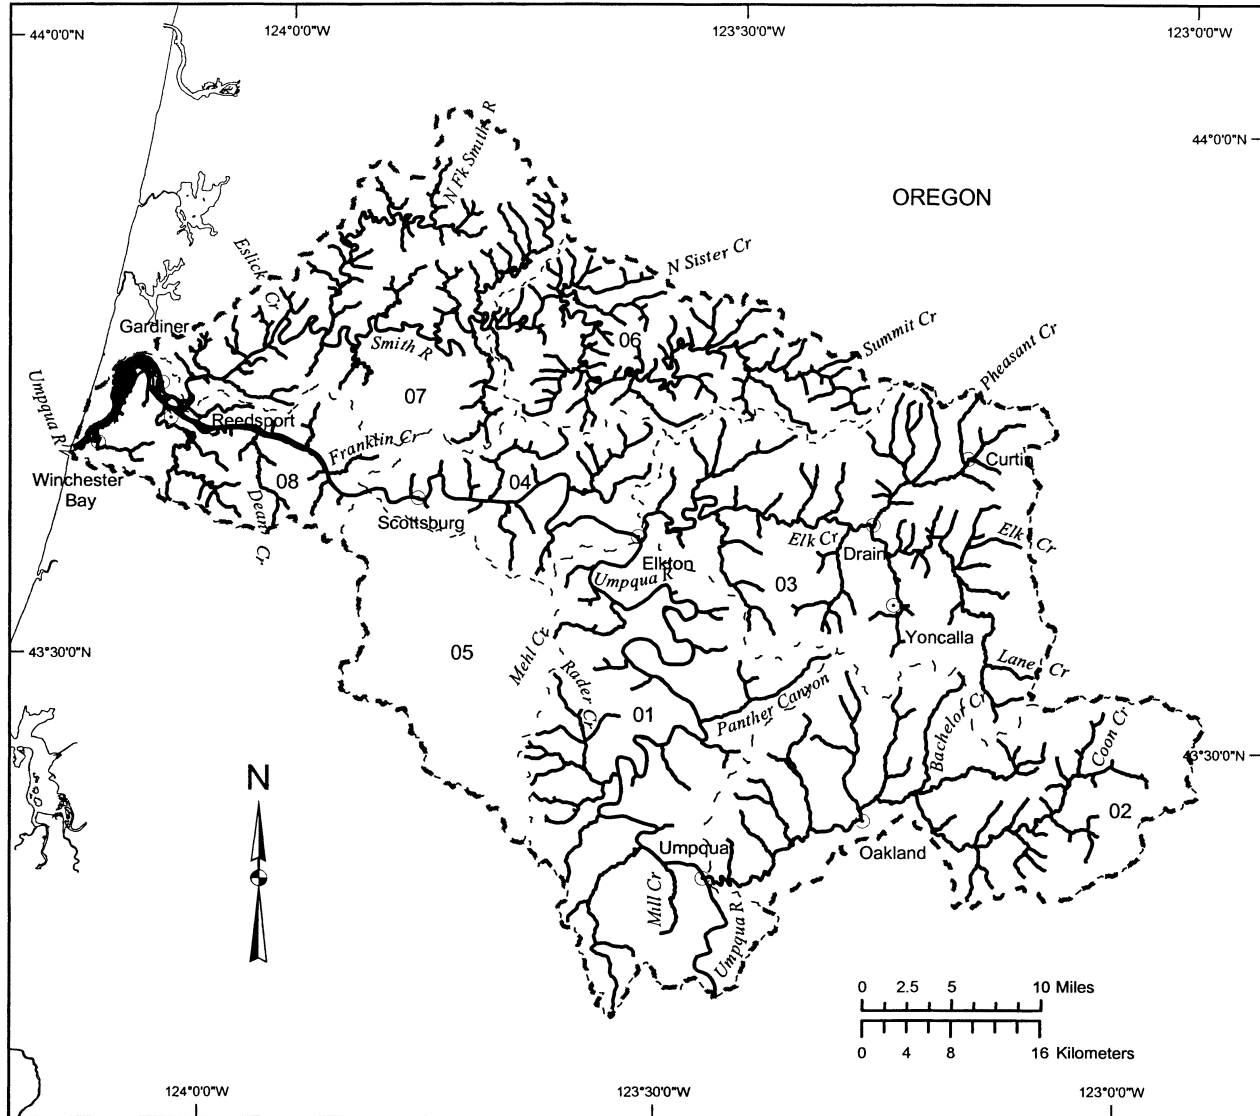 124°0'0"W
123°30'0"W
123°0'0"W
44°0'0"N
44°0'0"N
OREGON
N Fk Smith R
Eslick Cr
N Sister Cr
Gardiner
Smith R
06
Summit Cr
Pheasant Cr
Umpqua R
07
Reedsport
Franklin Cr
Curtin
Winchester
Bay
08
04
Dean Cr
Scottsburg
Elk Cr
Drain
Elk Cr
Elkton
Umpqua R
03
Yoncalla
43°30'0"N
05
Mehl Cr
Rader Cr
Lane Cr
01
Panther Canyon
Bachelor Cr
Coon Cr
43°30'0"N
N
02
Umpqua
Oakland
Mill Cr
Umpqua R
0 2.5 5 10 Miles
0 4 8 16 Kilometers
124°0'0"W
123°30'0"W
123°0'0"W